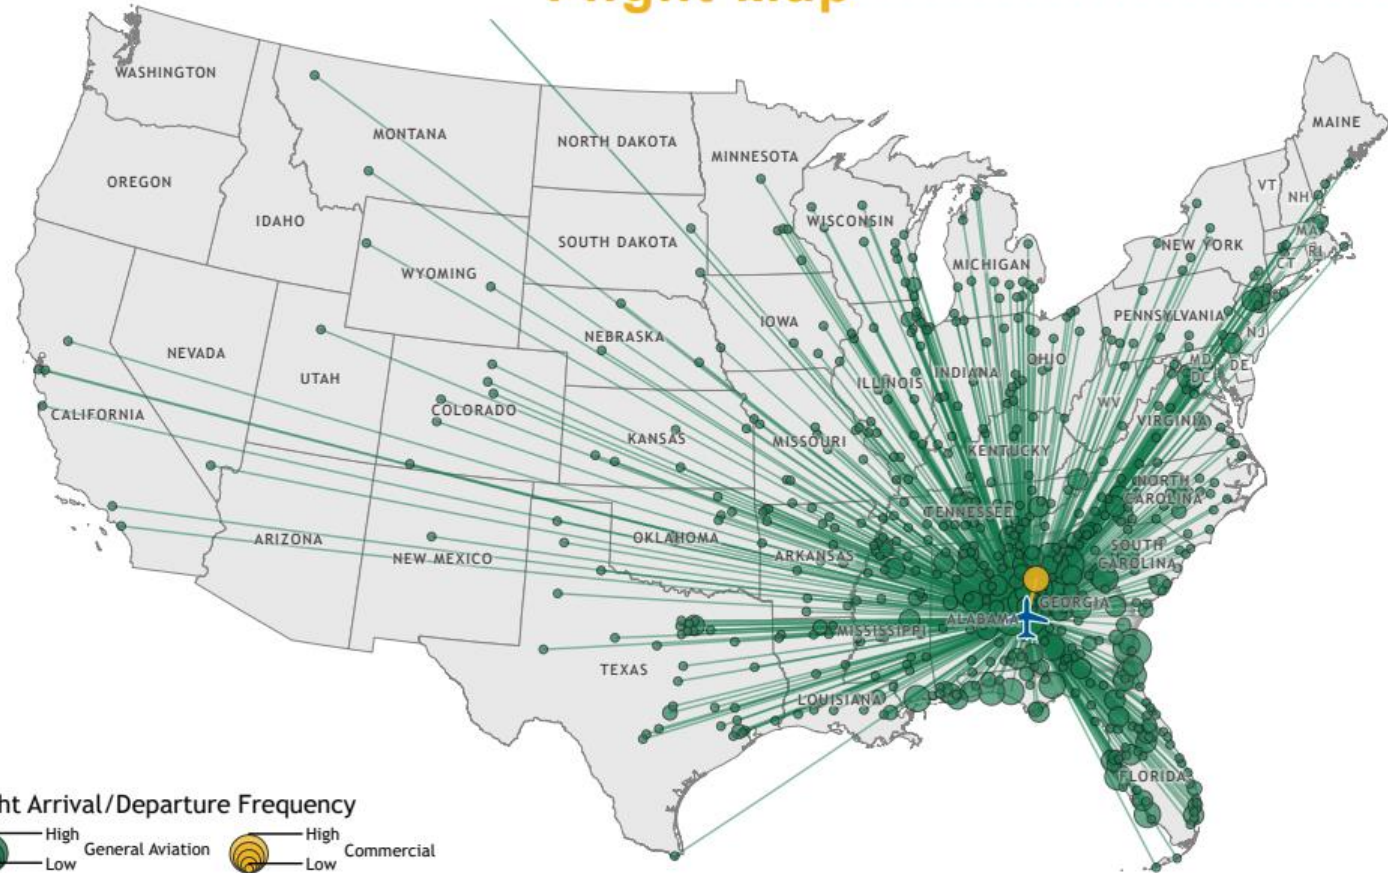 Flight Map
WASHINGTON
MAINE
MONTANA
NORTH DAKOTA
MINNESOTA
OREGON
VT
NH
IDAHO
WISCONSIN
SOUTH DAKOTA
MA
NEW YORK
RI
CT
WYOMING
MICHIGAN
PENNSYLVANIA
IOWA
NJ
NEBRASKA
NEVADA
OHIO
MD
DE
UTAH
INDIANA
DC
ILLINOIS
COLORADO
WV
CALIFORNIA
VIRGINIA
KANSAS
MISSOURI
KENTUCKY
NORTH
CAROLINA
TENNESSEE
ARIZONA
OKLAHOMA
SOUTH
CAROLINA
NEW MEXICO
ARKANSAS
GEORGIA
ALABAMA
MISSISSIPPI
TEXAS
LOUISIANA
FLORIDA
ht Arrival/Departure Frequency
High
General Aviation
Low
High
Commercial
Low